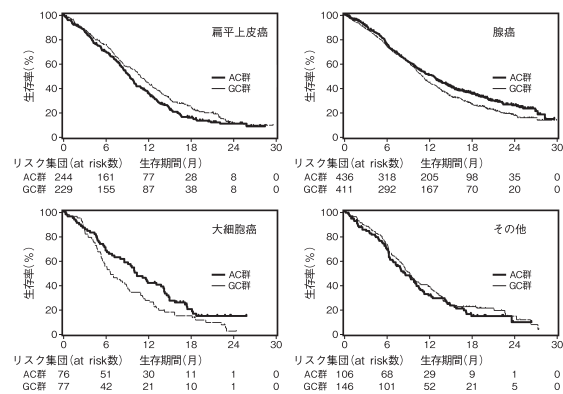 扁平上皮癌
生存率(%)
100
80
60
40
20
0
AC群
GC群
0 6 12 18 24 30
リスク集団(at risk数) 生存期間(月)
AC群 244 161 77 28 8 0
GC群 229 155 87 38 8 0
腺癌
生存率(%)
100
80
60
40
20
0
AC群
GC群
0 6 12 18 24 30
リスク集団(at risk数) 生存期間(月)
AC群 436 318 205 98 35 0
GC群 411 292 167 70 20 0
大細胞癌
生存率(%)
100
80
60
40
20
0
AC群
GC群
0 6 12 18 24 30
リスク集団(at risk数) 生存期間(月)
AC群 76 51 30 11 1 0
GC群 77 42 21 10 1 0
その他
生存率(%)
100
80
60
40
20
0
AC群
GC群
0 6 12 18 24 30
リスク集団(at risk数) 生存期間(月)
AC群 106 68 29 9 1 0
GC群 146 101 52 21 5 0